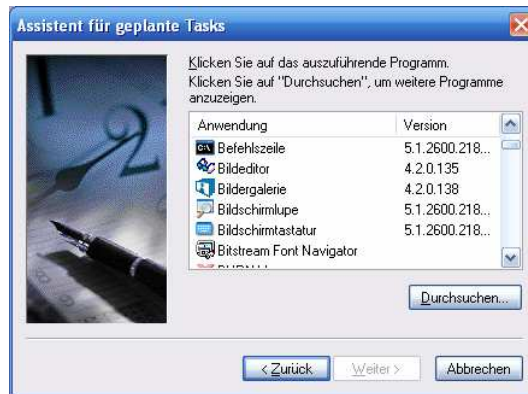 Assistent für geplante Tasks
Klicken Sie auf das auszuführende Programm.
Klicken Sie auf "Durchsuchen", um weitere Programme
anzuzeigen.
Anwendung Version
Befehlszeile 5.1.2600.218...
Bildeditor 4.2.0.135
Bildergalerie 4.2.0.138
Bildschirmlupe 5.1.2600.218...
Bildschirmtastatur 5.1.2600.218...
Bitstream Font Navigator
Durchsuchen...
< Zurück Weiter > Abbrechen